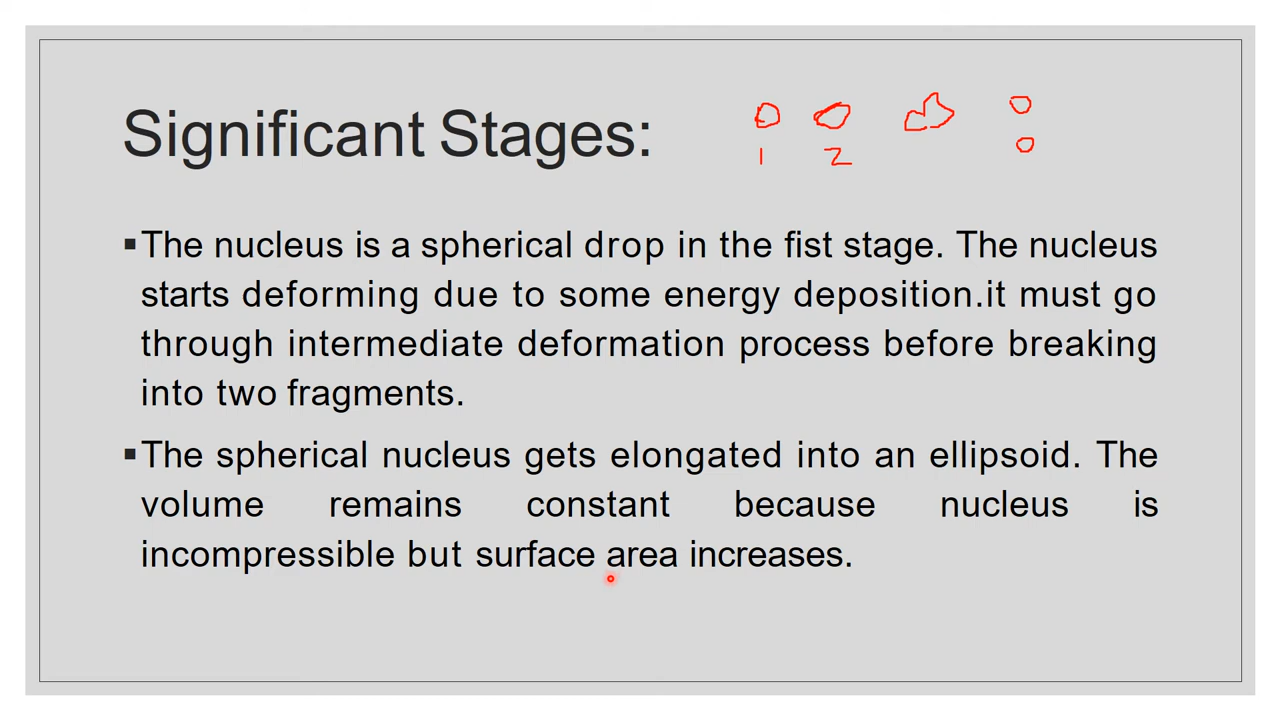 Significant Stages:
1 2
▪The nucleus is a spherical drop in the fist stage. The nucleus
starts deforming due to some energy deposition.it must go
through intermediate deformation process before breaking
into two fragments.
▪The spherical nucleus gets elongated into an ellipsoid. The
volume remains constant because nucleus is
incompressible but surface area increases.